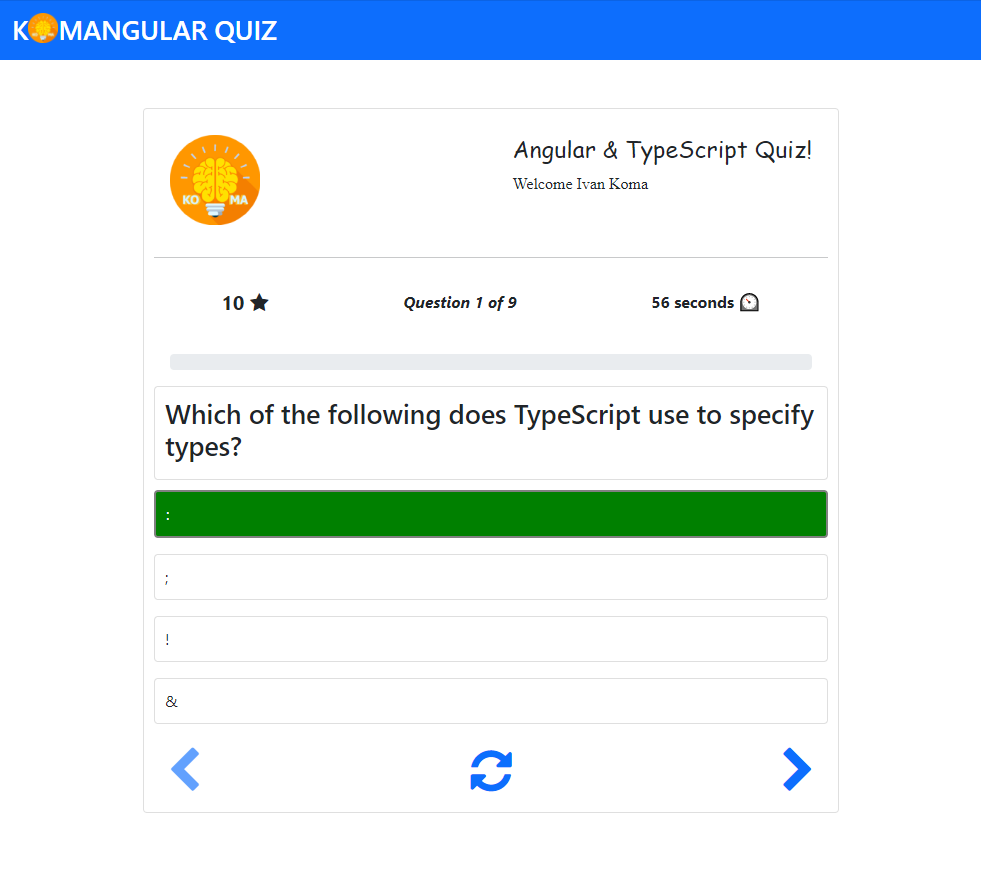 K MANGULAR QUIZ
KO MA
Angular & TypeScript Quiz!
Welcome Ivan Koma
10
Question 1 of 9
56 seconds
Which of the following does TypeScript use to specify
types?
:
;
!
&